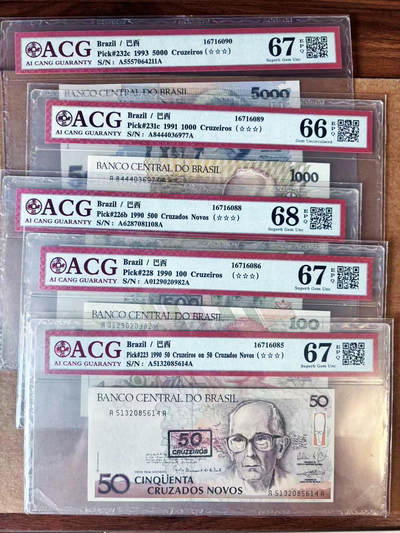 ACG
AI CANG GUARANTY
Brazil / 巴西 16716090
Pick#232c 1993 5000 Cruzeiros (☆☆☆)
S/N : A5557064211A
67 EPQ
Superb Gem Unc
BANCO CENTRAL DO BRASIL
5000
ACG
AI CANG GUARANTY
Brazil / 巴西 16716089
Pick#231c 1991 1000 Cruzeiros (☆☆☆)
S/N : A8444036977A
66 EPQ
Gem Uncirculated
BANCO CENTRAL DO BRASIL
1000
ACG
AI CANG GUARANTY
Brazil / 巴西 16716088
Pick#226b 1990 500 Cruzados Novos (☆☆☆)
S/N : A6287081108A
68 EPQ
Superb Gem Unc
ACG
AI CANG GUARANTY
Brazil / 巴西 16716086
Pick#228 1990 100 Cruzeiros (☆☆☆)
S/N : A0129020982A
67 EPQ
Superb Gem Unc
100
ACG
AI CANG GUARANTY
Brazil / 巴西 16716085
Pick#223 1990 50 Cruzeiros on 50 Cruzados Novos (☆☆☆)
S/N : A5132085614A
67 EPQ
Superb Gem Unc
BANCO CENTRAL DO BRASIL
50
A 5132085614 A
50
CRUZEIROS
50 CINQÜENTA
CRUZADOS NOVOS
A 5132085614 A